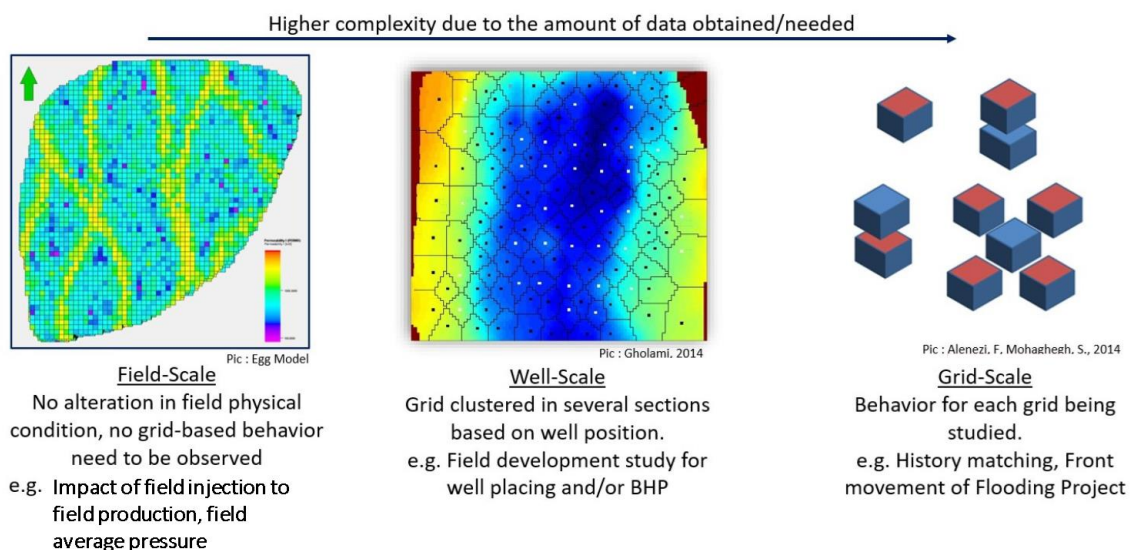 Higher complexity due to the amount of data obtained/needed
Pic : Egg Model
Field-Scale
No alteration in field physical
condition, no grid-based behavior
need to be observed
e.g. Impact of field injection to
field production, field
average pressure
Pic : Gholami, 2014
Well-Scale
Grid clustered in several sections
based on well position.
e.g. Field development study for
well placing and/or BHP
Pic : Alenezi, F, Mohaghegh, S., 2014
Grid-Scale
Behavior for each grid being
studied.
e.g. History matching, Front
movement of Flooding Project